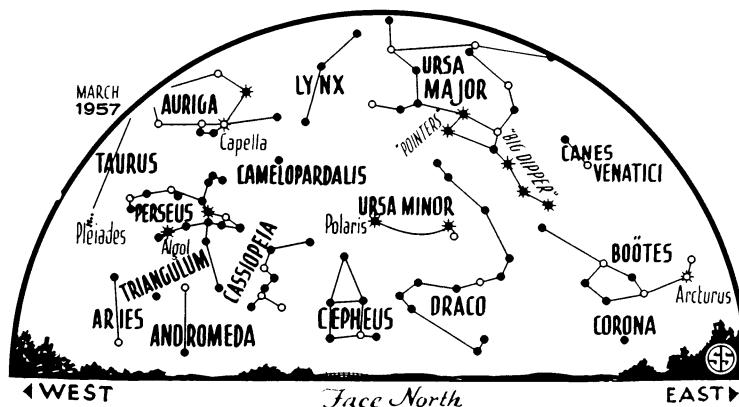 MARCH
1957
AURIGA
Capella
LYNX
URSA
MAJOR
"POINTERS"
"BIG DIPPER"
CANES
VENATICI
TAURUS
Pleiades
CAMELOPARDALIS
PERSEUS
Algol
TRIANGULUM
CASSIOPEIA
URSA MINOR
Polaris
BOÖTES
Arcturus
ARIES
ANDROMEDA
CEPHEUS
DRACO
CORONA
SS
WEST
Face North
EAST